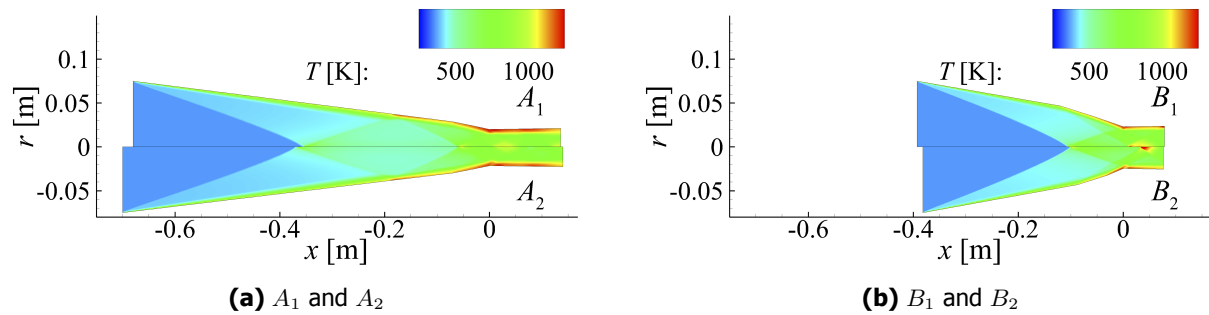 0.1
0.05
0
-0.05
r [m]
T [K]: 500 1000
A1
A2
-0.6 -0.4 -0.2 0
x [m]
(a) A1 and A2
0.1
0.05
0
-0.05
r [m]
T [K]: 500 1000
B1
B2
-0.6 -0.4 -0.2 0
x [m]
(b) B1 and B2